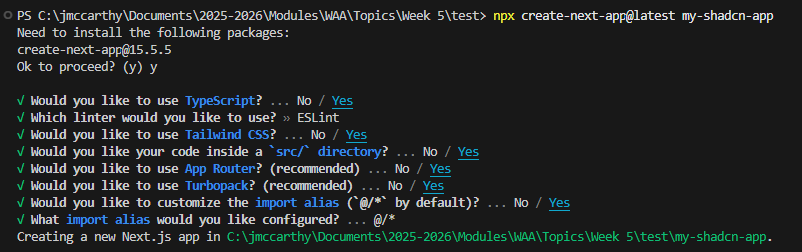 PS C:\jmccarthy\Documents\2025-2026\Modules\WAA\Topics\Week 5\test> npx create-next-app@latest my-shadcn-app
Need to install the following packages:
create-next-app@15.5.5
Ok to proceed? (y) y
√ Would you like to use TypeScript? ... No / Yes
√ Which linter would you like to use? » ESLint
√ Would you like to use Tailwind CSS? ... No / Yes
√ Would you like your code inside a `src/` directory? ... No / Yes
√ Would you like to use App Router? (recommended) ... No / Yes
√ Would you like to use Turbopack? (recommended) ... No / Yes
√ Would you like to customize the import alias (`@/*` by default)? ... No / Yes
√ What import alias would you like configured? ... @/*
Creating a new Next.js app in C:\jmccarthy\Documents\2025-2026\Modules\WAA\Topics\Week 5\test\my-shadcn-app.